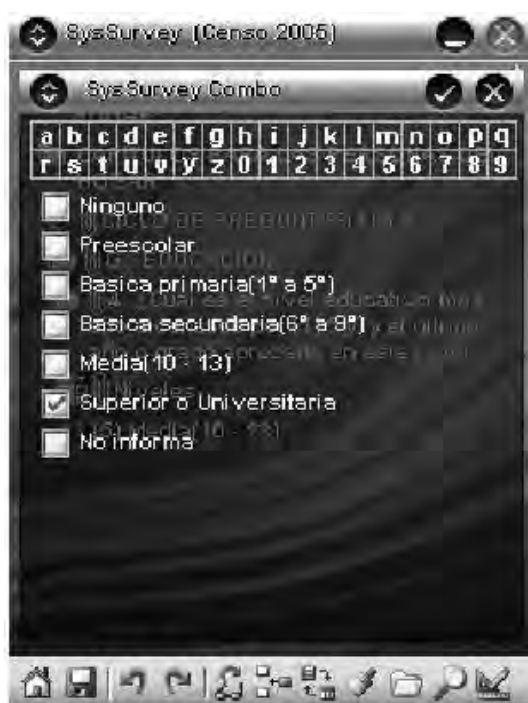 SysSurvey (Censo 2005)
SysSurvey Combo
a b c d e f g h i j k l m n o p q
r s t u v y z 0 1 2 3 4 5 6 7 8 9
Ninguno
Preescolar
Basica primaria(1° a 5°)
Basica secundaria(6° a 9°)
Media(10 - 13)
Superior o Universitaria
No informa